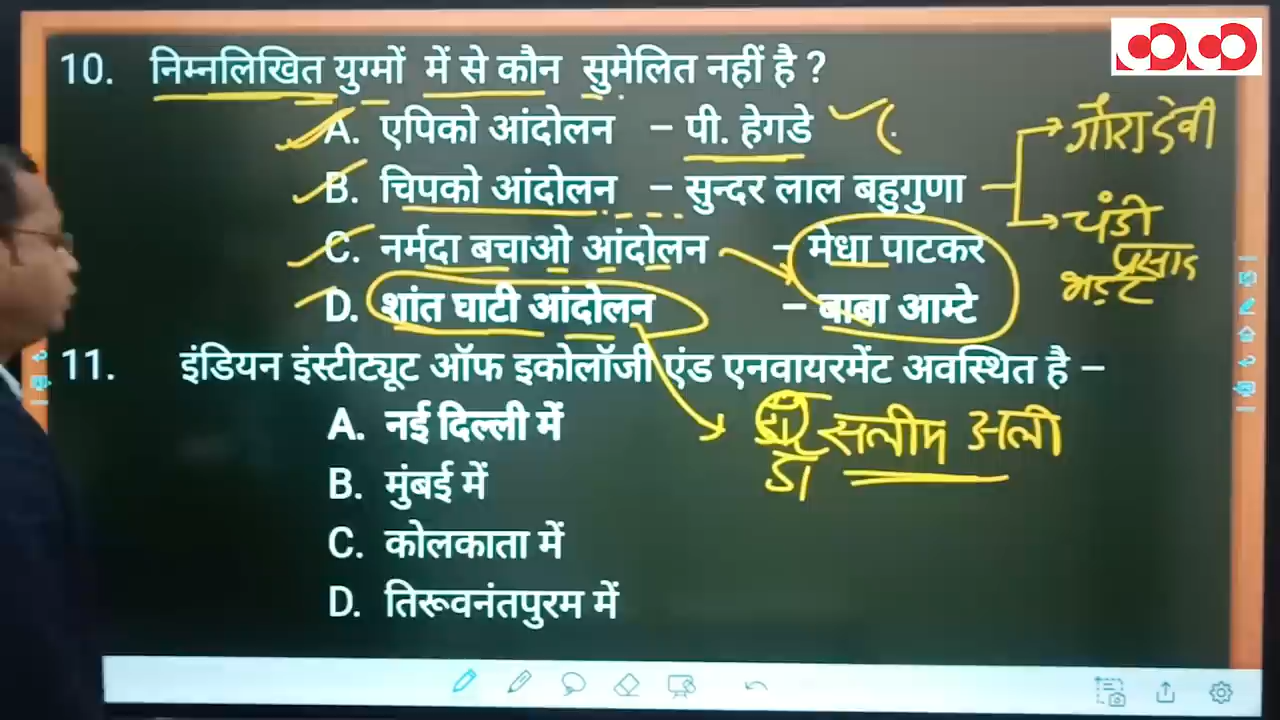 10. निम्नलिखित युग्मों में से कौन सुमेलित नहीं है ?
A. एपिको आंदोलन – पी. हेगडे
B. चिपको आंदोलन – सुन्दर लाल बहुगुणा
गौरा देवी
चंडी
प्रसाद
भट्ट
C. नर्मदा बचाओ आंदोलन - मेधा पाटकर
D. शांत घाटी आंदोलन – बाबा आम्टे
11. इंडियन इंस्टीट्यूट ऑफ इकोलॉजी एंड एनवायरमेंट अवस्थित है –
सलीम अली
डा
A. नई दिल्ली में
B. मुंबई में
C. कोलकाता में
D. तिरूवनंतपुरम में